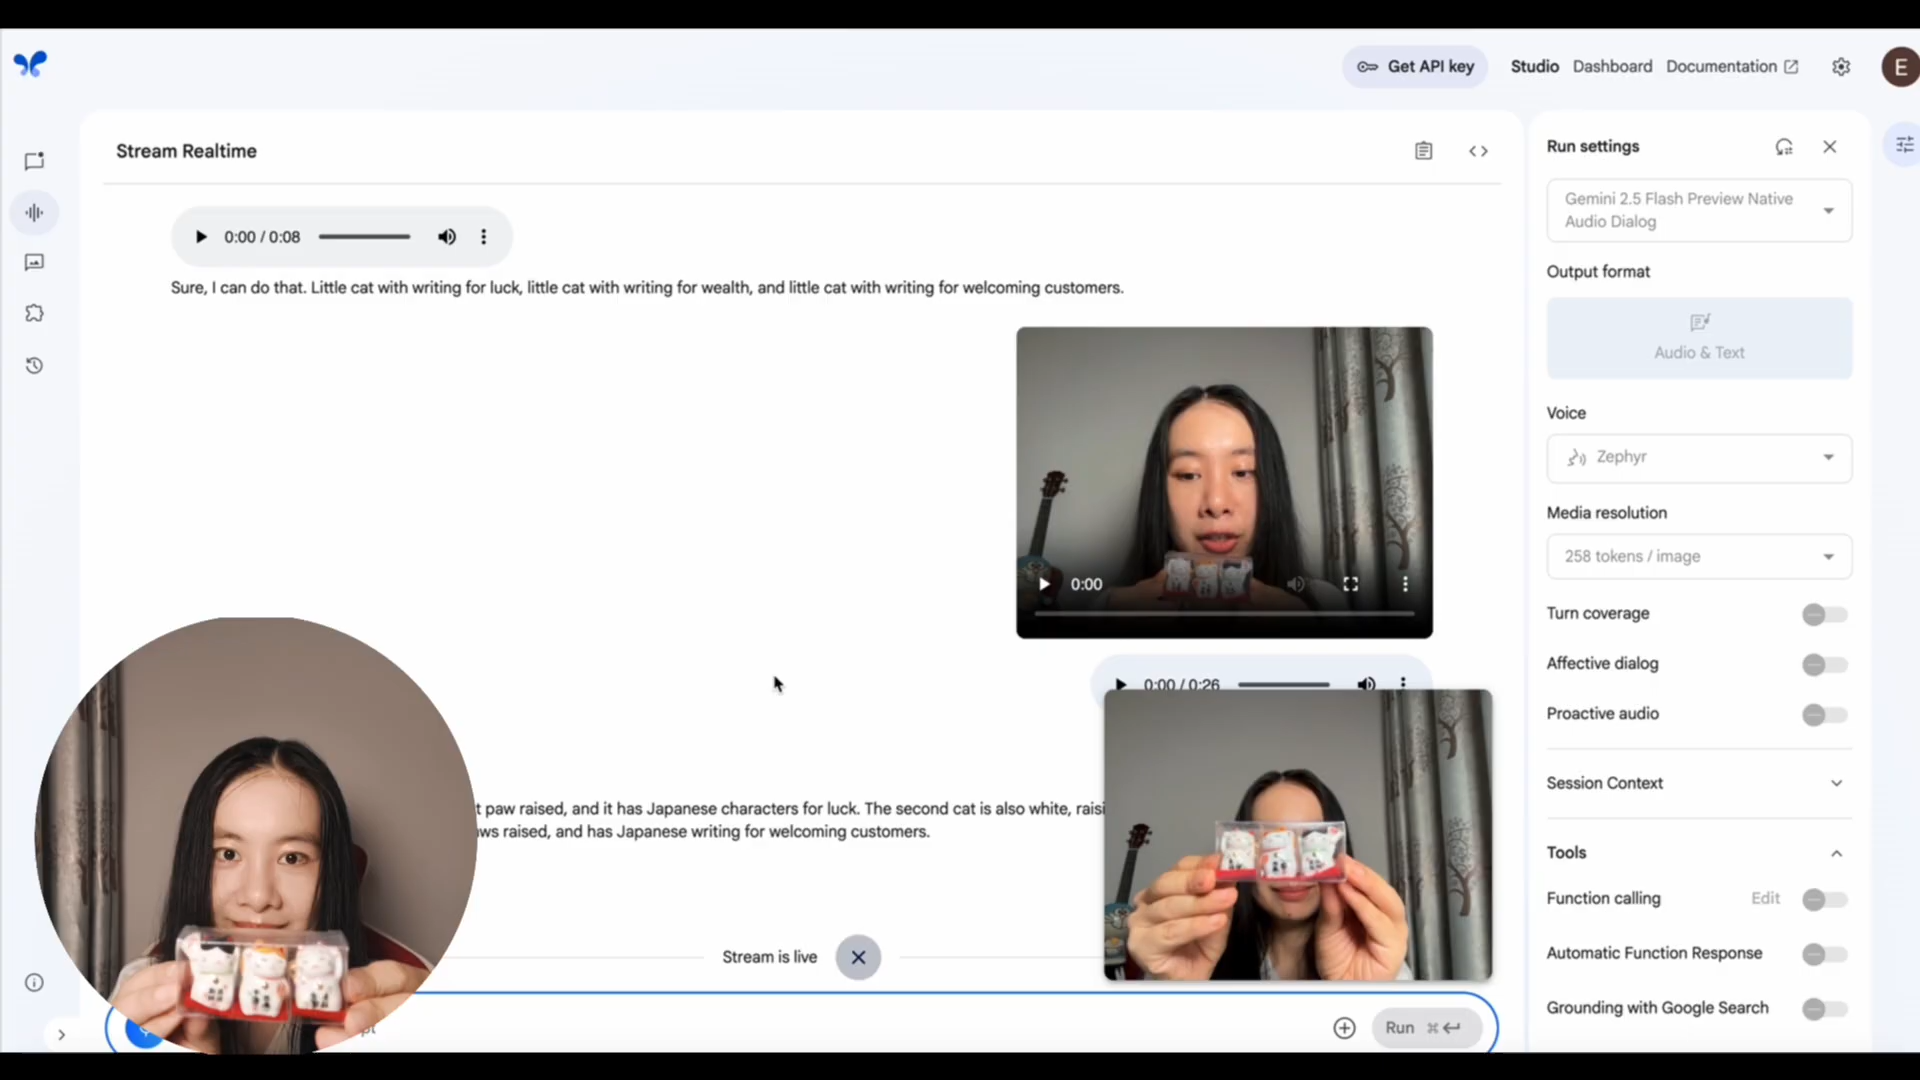 Get API key
Studio
Dashboard
Documentation
E
Stream Realtime
0:00 / 0:08
Sure, I can do that. Little cat with writing for luck, little cat with writing for wealth, and little cat with writing for welcoming customers.
0:00
0:00 / 0:26
t paw raised, and it has Japanese characters for luck. The second cat is also white, raisi
ws raised, and has Japanese writing for welcoming customers.
Stream is live
Run ⌘ ↵
Run settings
Gemini 2.5 Flash Preview Native
Audio Dialog
Output format
Audio & Text
Voice
Zephyr
Media resolution
258 tokens / image
Turn coverage
Affective dialog
Proactive audio
Session Context
Tools
Function calling
Edit
Automatic Function Response
Grounding with Google Search